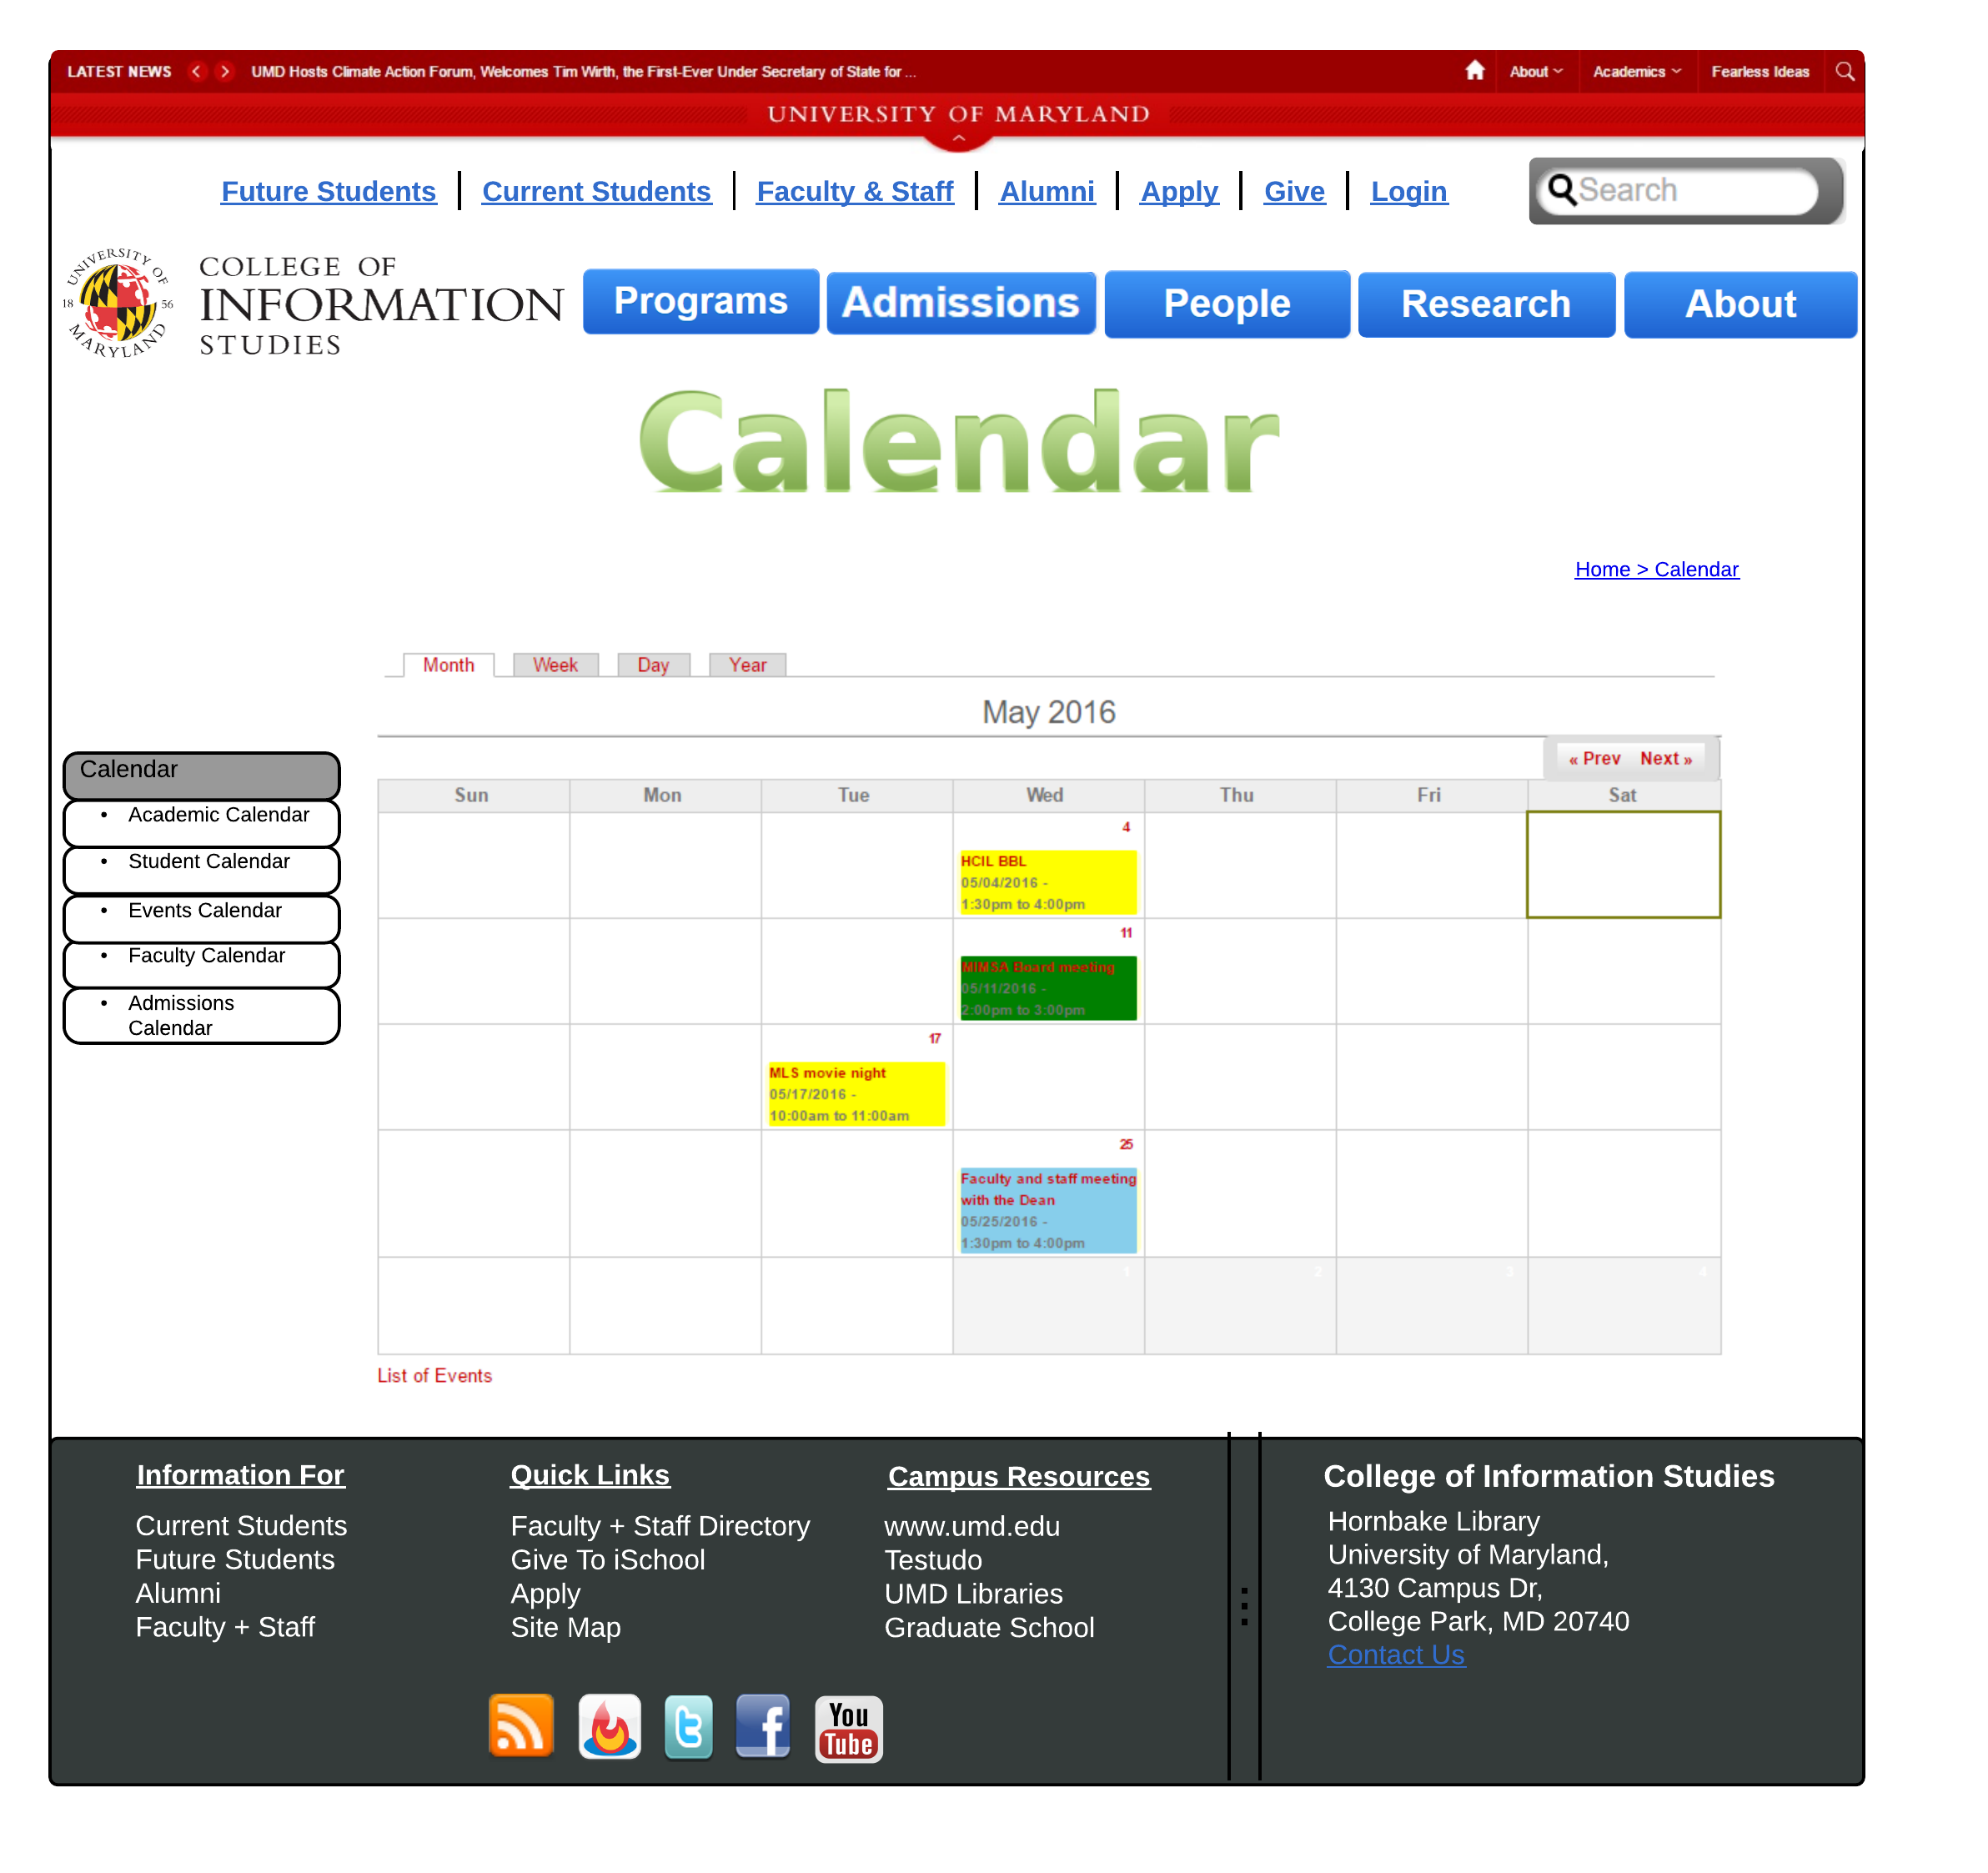 LATEST NEWS UMD Hosts Climate Action Forum, Welcomes Tim Wirth, the First-Ever Under Secretary of State for ... About Academics Fearless Ideas
UNIVERSITY OF MARYLAND
Future Students Current Students Faculty & Staff Alumni Apply Give Login Search
UNIVERSITY OF MARYLAND
18 56
COLLEGE OF
INFORMATION
STUDIES
Programs Admissions People Research About
Calendar
Home > Calendar
Month Week Day Year
May 2016
« Prev Next »
Calendar
• Academic Calendar
• Student Calendar
• Events Calendar
• Faculty Calendar
• Admissions
Calendar
Sun Mon Tue Wed Thu Fri Sat
4
HCIL BBL
05/04/2016 -
1:30pm to 4:00pm
11
MIMSA Board meeting
05/11/2016 -
2:00pm to 3:00pm
17
MLS movie night
05/17/2016 -
10:00am to 11:00am
25
Faculty and staff meeting
with the Dean
05/25/2016 -
1:30pm to 4:00pm
1 2 3 4
List of Events
Information For
Current Students
Future Students
Alumni
Faculty + Staff
Quick Links
Faculty + Staff Directory
Give To iSchool
Apply
Site Map
Campus Resources
www.umd.edu
Testudo
UMD Libraries
Graduate School
College of Information Studies
Hornbake Library
University of Maryland,
4130 Campus Dr,
College Park, MD 20740
Contact Us
You
Tube